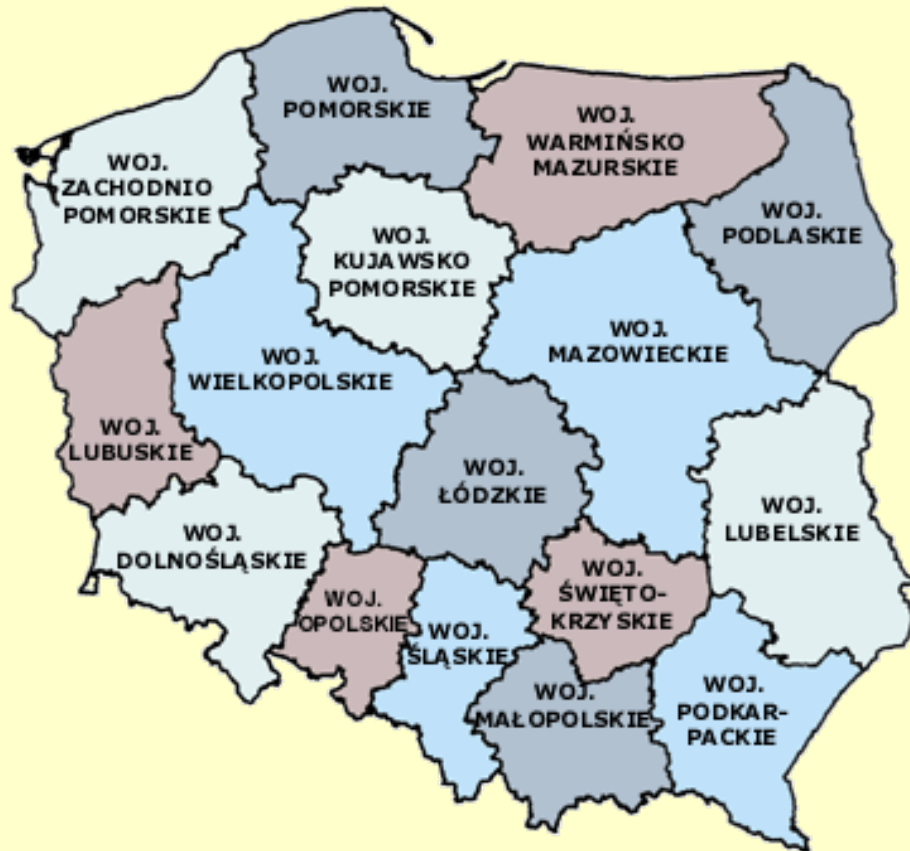 WOJ.
POMORSKIE
WOJ.
WARMIŃSKO
MAZURSKIE
WOJ.
ZACHODNIO
POMORSKIE
WOJ.
PODLASKIE
WOJ.
KUJAWSKO
POMORSKIE
WOJ.
MAZOWIECKIE
WOJ.
WIELKOPOLSKIE
WOJ.
LUBUSKIE
WOJ.
ŁÓDZKIE
WOJ.
LUBELSKIE
WOJ.
DOLNOŚLĄSKIE
WOJ.
ŚWIĘTO-
KRZYSKIE
WOJ.
OPOLSKIE
WOJ.
ŚLĄSKIE
WOJ.
MAŁOPOLSKIE
WOJ.
PODKAR-
PACKIE